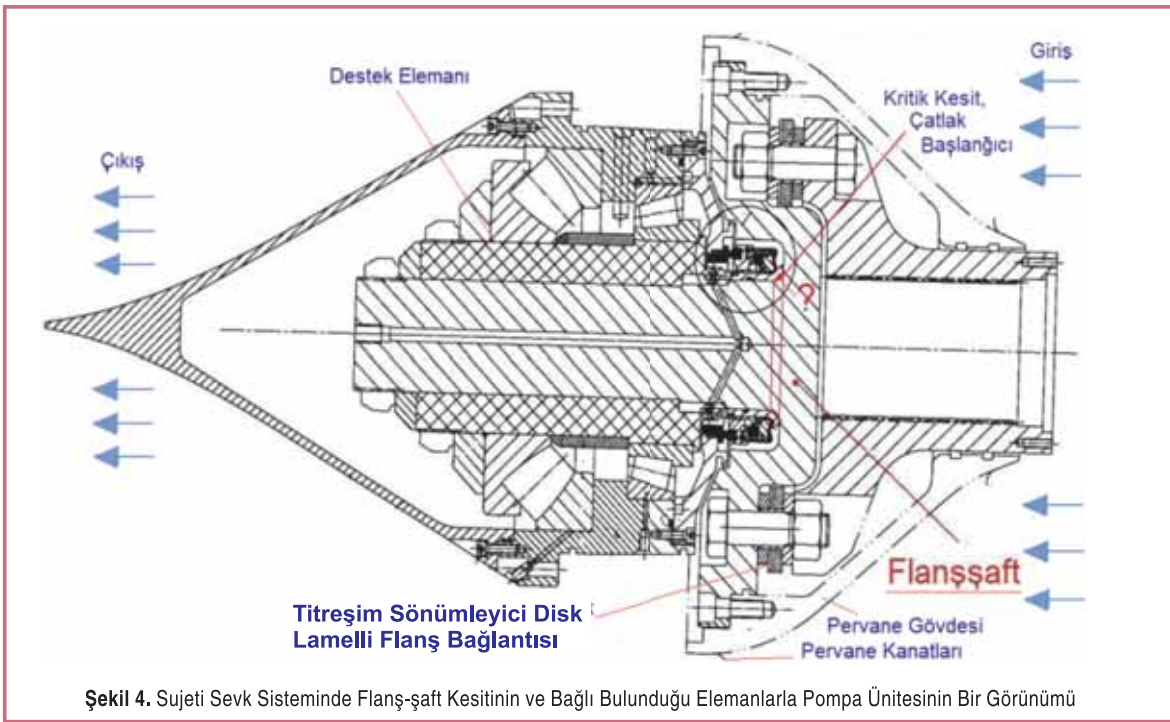 Destek Elemanı
Giriş
Kritik Kesit,
Çatlak
Başlanğıcı
Çıkış
?
Flanşşaft
Titreşim Sönümleyici Disk
Lamelli Flanş Bağlantısı
Pervane Gövdesi
Pervane Kanatları
Şekil 4. Sujeti Sevk Sisteminde Flanş-şaft Kesitinin ve Bağlı Bulunduğu Elemanlarla Pompa Ünitesinin Bir Görünümü